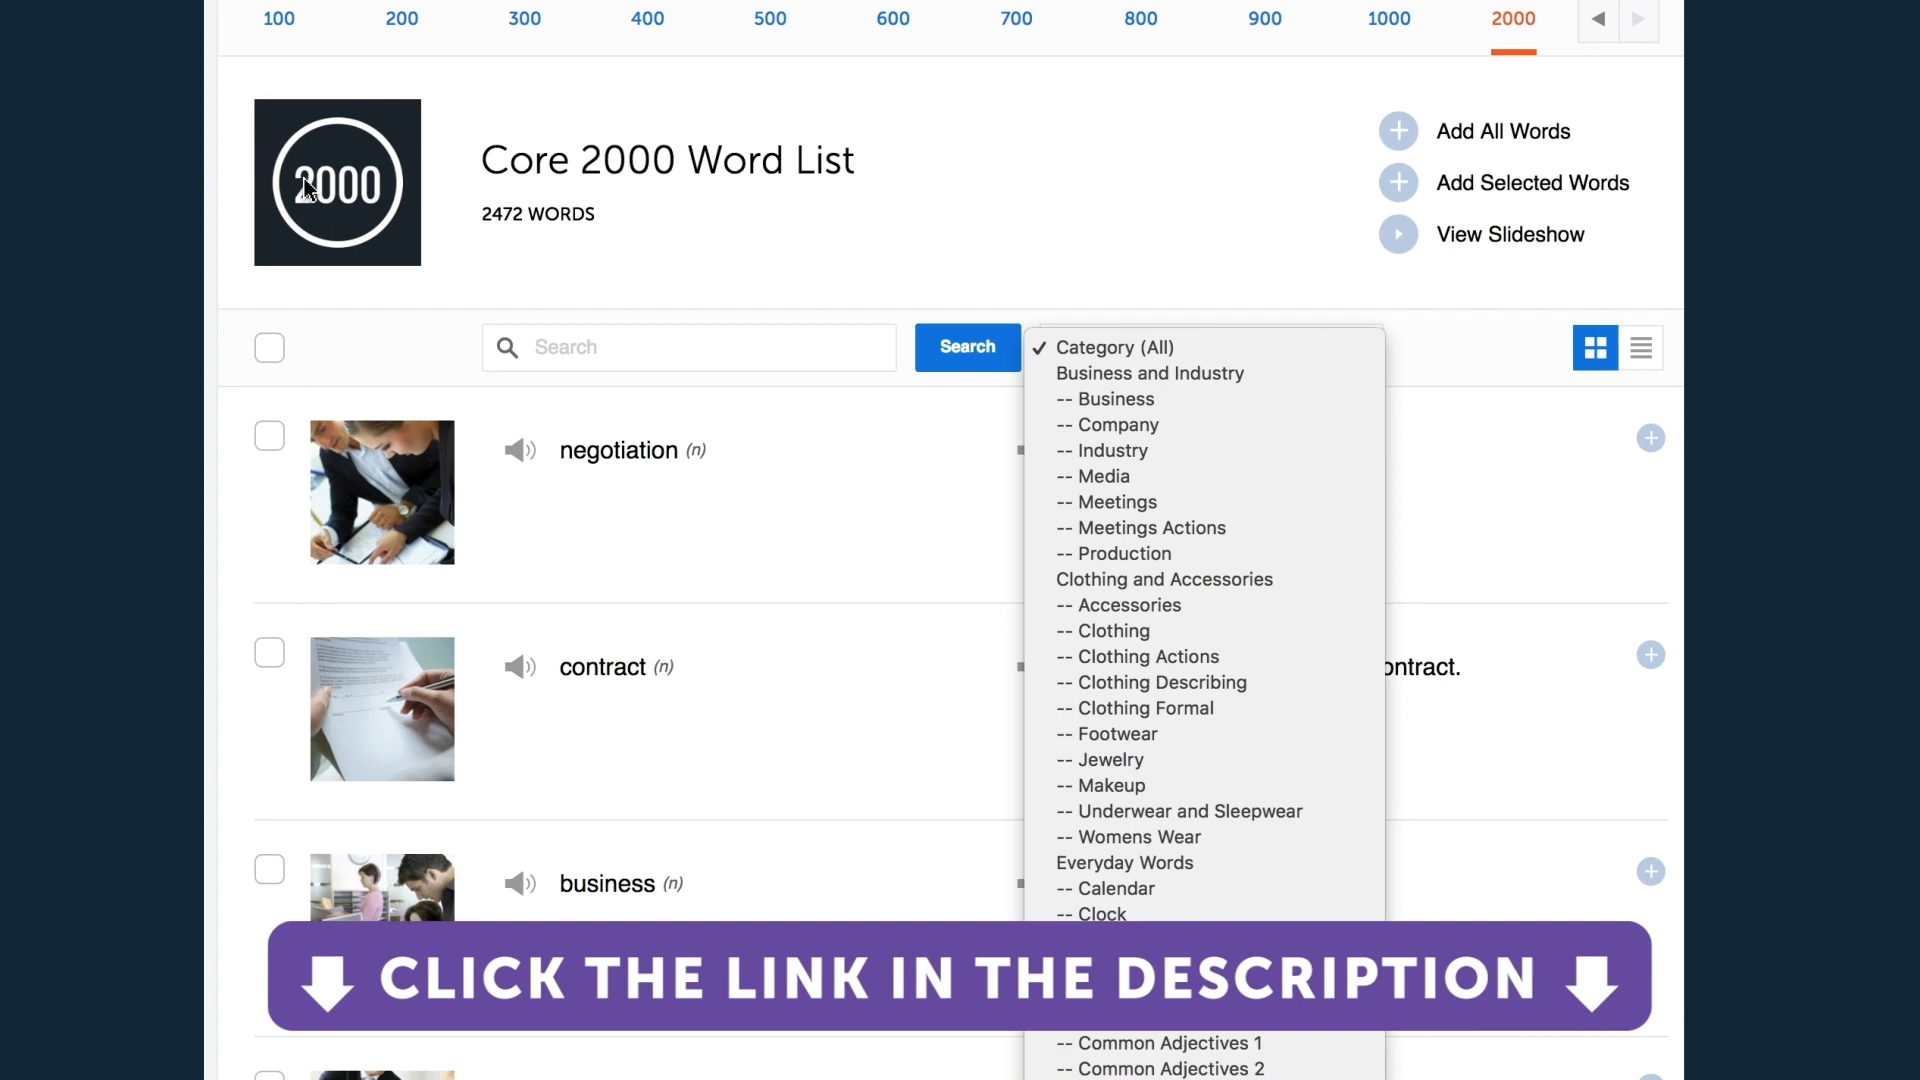 100 200 300 400 500 600 700 800 900 1000 2000
2000
Core 2000 Word List
2472 WORDS
Add All Words
Add Selected Words
View Slideshow
Search
Search
Category (All)
Business and Industry
-- Business
-- Company
-- Industry
-- Media
-- Meetings
-- Meetings Actions
-- Production
Clothing and Accessories
-- Accessories
-- Clothing
-- Clothing Actions
-- Clothing Describing
-- Clothing Formal
-- Footwear
-- Jewelry
-- Makeup
-- Underwear and Sleepwear
-- Womens Wear
Everyday Words
-- Calendar
-- Clock
-- Common Adjectives 1
-- Common Adjectives 2
negotiation (n)
contract (n)
ontract.
business (n)
CLICK THE LINK IN THE DESCRIPTION